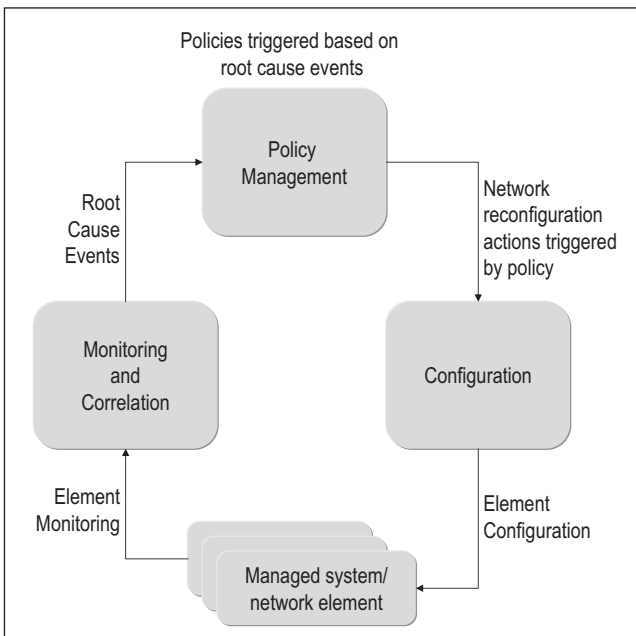 Policies triggered based on
root cause events
Policy
Management
Root
Cause
Events
Network
reconfiguration
actions triggered
by policy
Monitoring
and
Correlation
Configuration
Element
Monitoring
Element
Configuration
Managed system/
network element